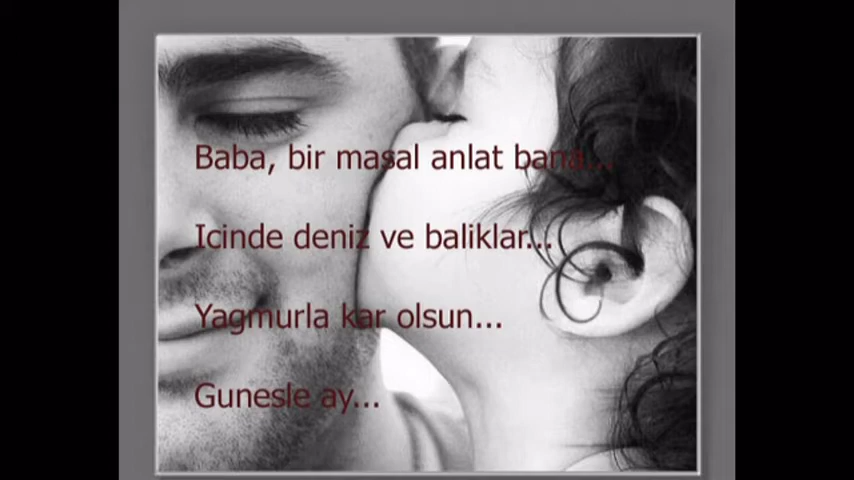 Baba, bir masal anlat bana...
Icinde deniz ve baliklar...
Yagmurla kar olsun...
Gunesle ay...